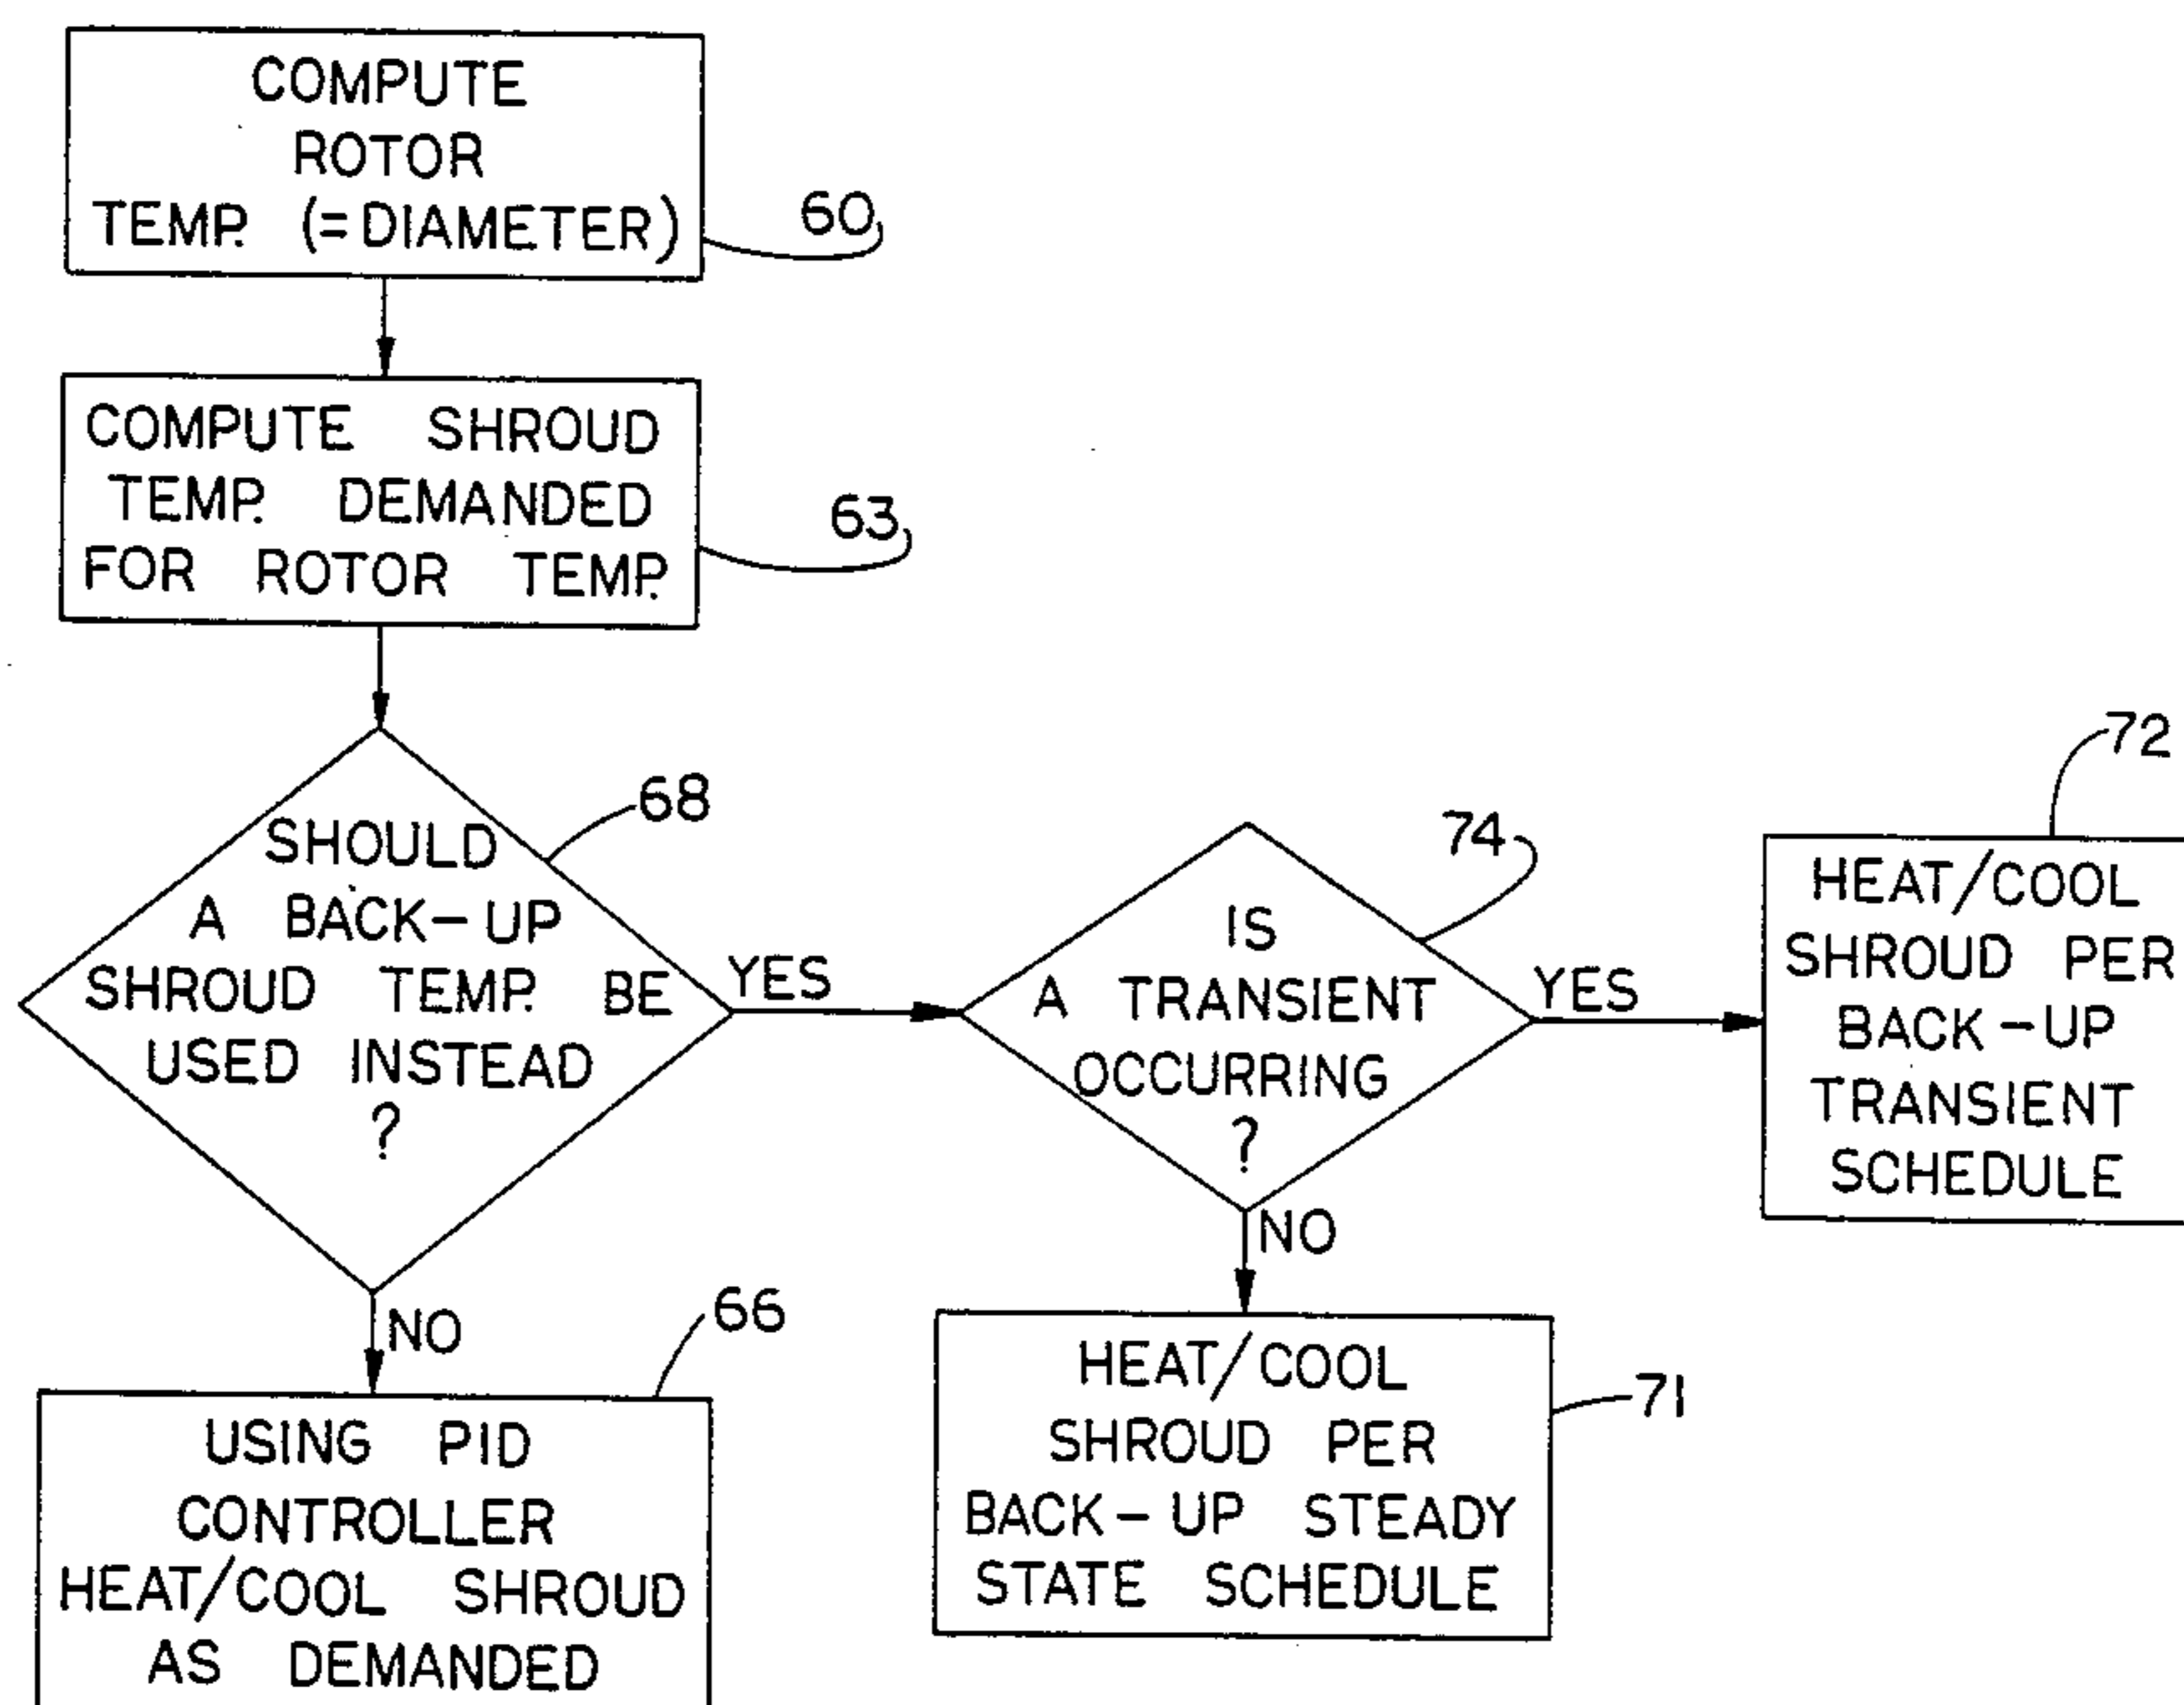 COMPUTE
ROTOR
TEMP. (=DIAMETER)
60
COMPUTE SHROUD
TEMP. DEMANDED
FOR ROTOR TEMP.
63
SHOULD
A BACK-UP
SHROUD TEMP. BE
USED INSTEAD
?
68
YES
NO
IS
A TRANSIENT
OCCURRING
?
74
YES
NO
HEAT/COOL
SHROUD PER
BACK-UP
TRANSIENT
SCHEDULE
72
USING PID
CONTROLLER
HEAT/COOL SHROUD
AS DEMANDED
66
HEAT/COOL
SHROUD PER
BACK-UP STEADY
STATE SCHEDULE
71